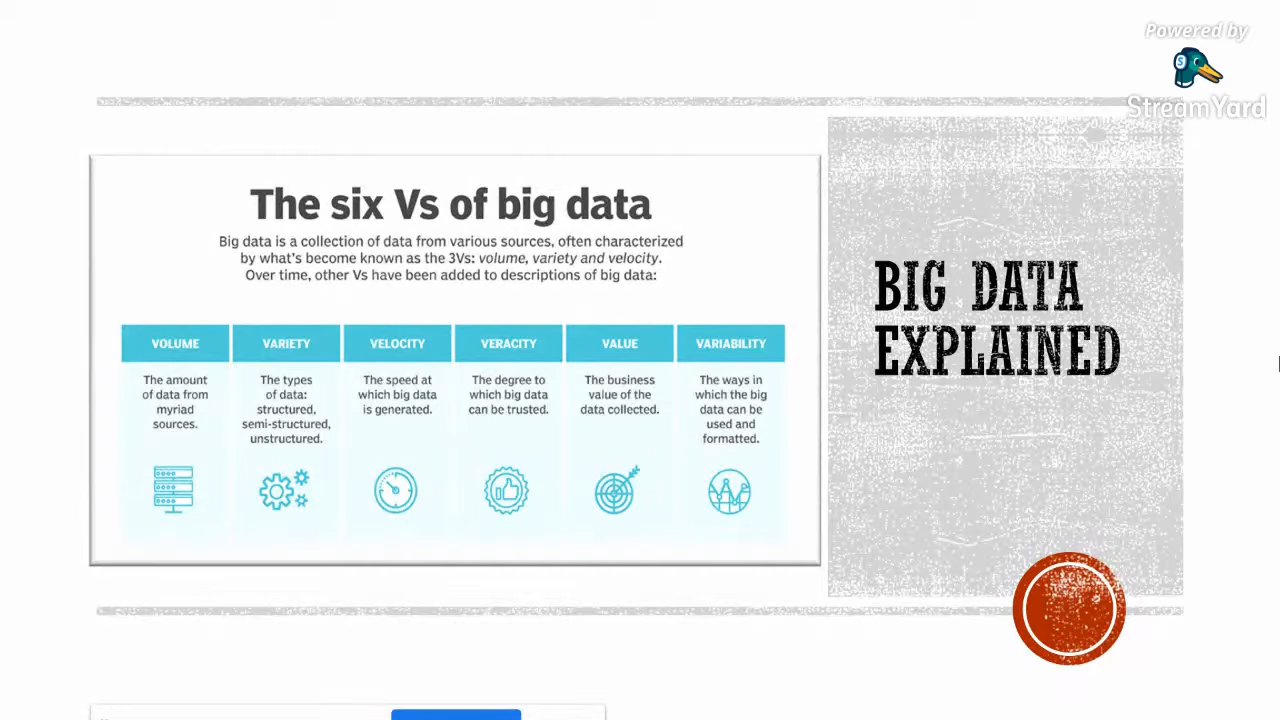 Powered by
StreamYard
The six Vs of big data
Big data is a collection of data from various sources, often characterized
by what's become known as the 3Vs: volume, variety and velocity.
Over time, other Vs have been added to descriptions of big data:
VOLUME
The amount
of data from
myriad
sources.
VARIETY
The types
of data:
structured,
semi-structured,
unstructured.
VELOCITY
The speed at
which big data
is generated.
VERACITY
The degree to
which big data
can be trusted.
VALUE
The business
value of the
data collected.
VARIABILITY
The ways in
which the big
data can be
used and
formatted.
BIG DATA
EXPLAINED